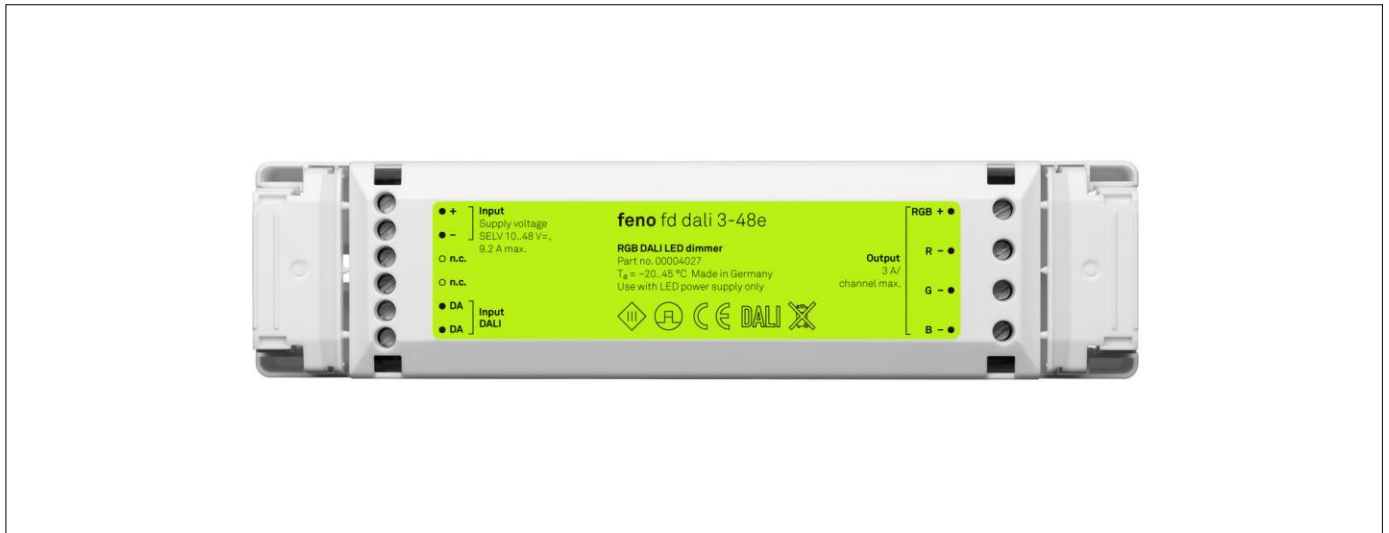 + Input
Supply voltage
− SELV 10..48 V=,
9.2 A max.
n.c.
n.c.
DA Input
DA DALI
feno fd dali 3-48e
RGB DALI LED dimmer
Part no. 00004027
Ta = −20..45 °C Made in Germany
Use with LED power supply only
III
CE DALI
RGB +
R −
Output
3 A/
channel max.
G −
B −